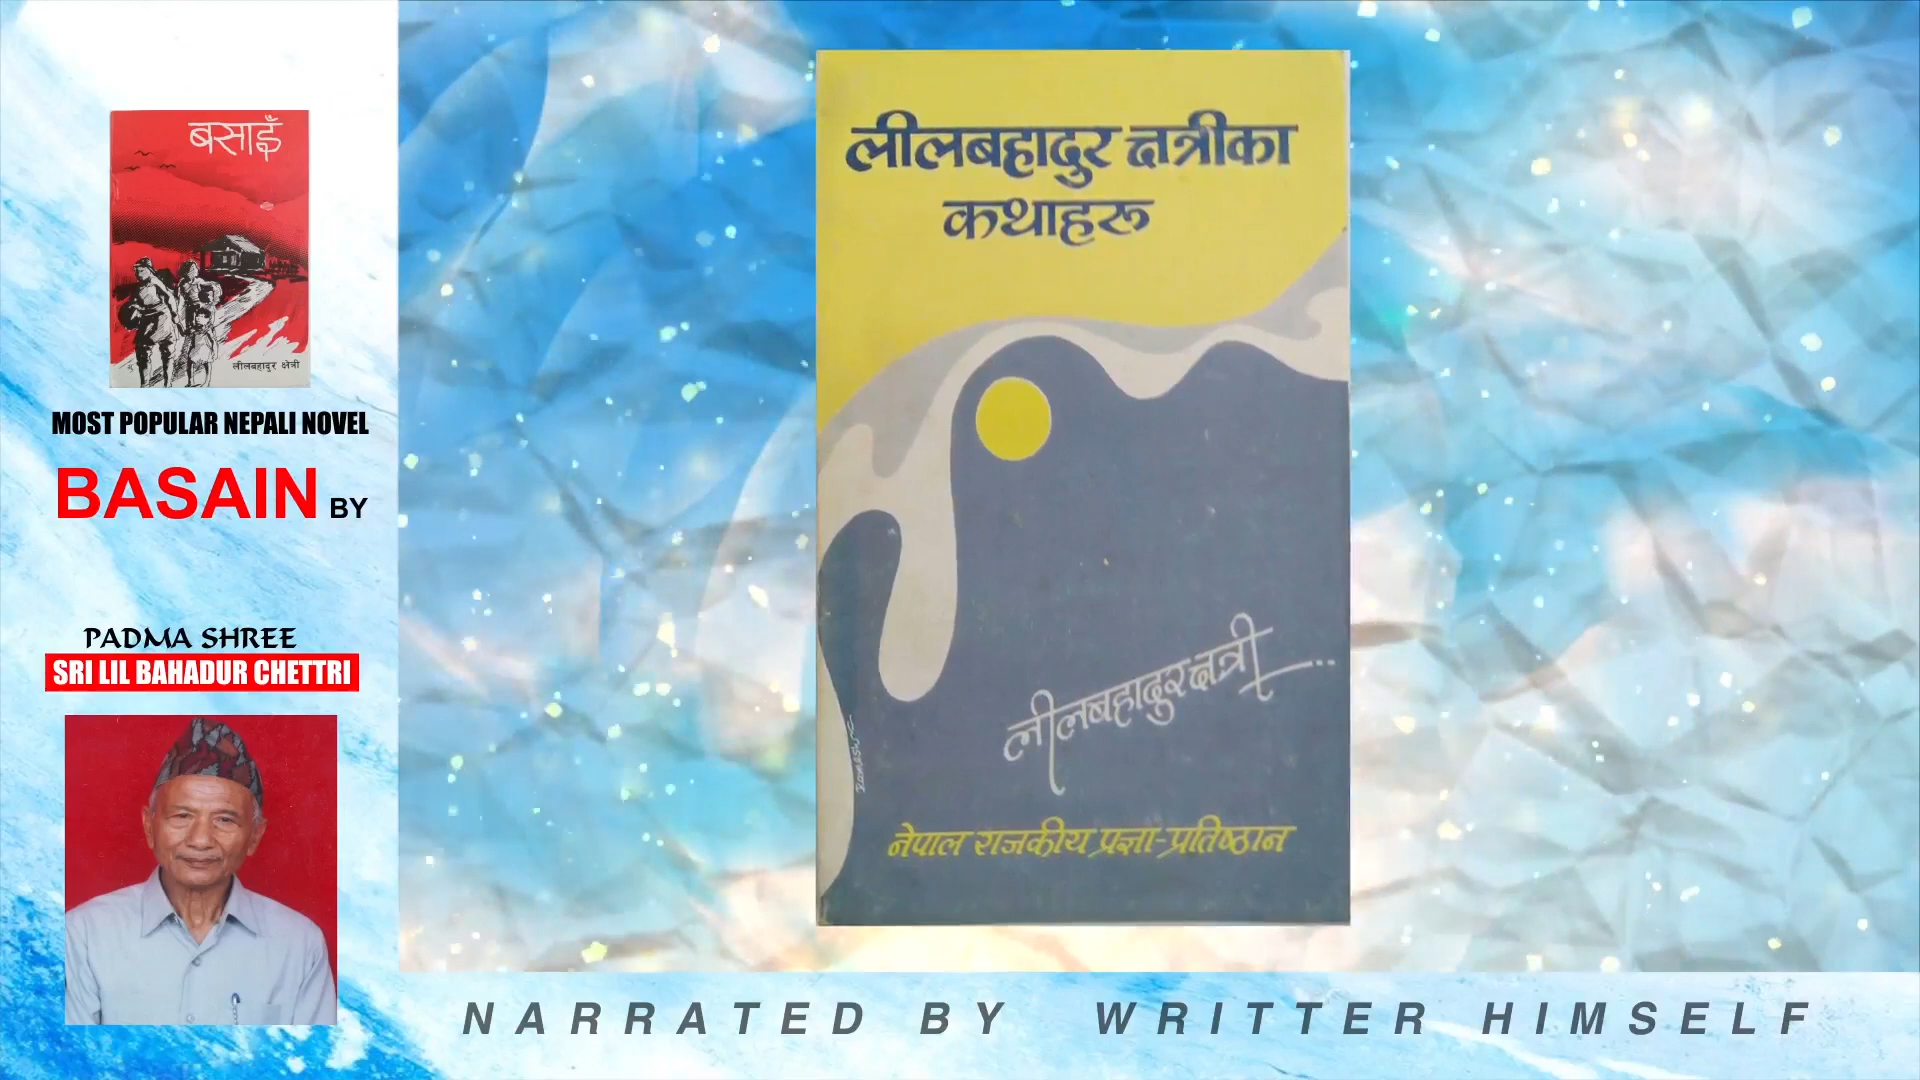 बसाइँ
लीलबहादुर क्षेत्री
MOST POPULAR NEPALI NOVEL
BASAIN BY
PADMA SHREE
SRI LIL BAHADUR CHETTRI
लीलबहादुर क्षत्रीका
कथाहरू
लीलबहादुर क्षत्री...
नेपाल राजकीय प्रज्ञा-प्रतिष्ठान
NARRATED BY WRITTER HIMSELF